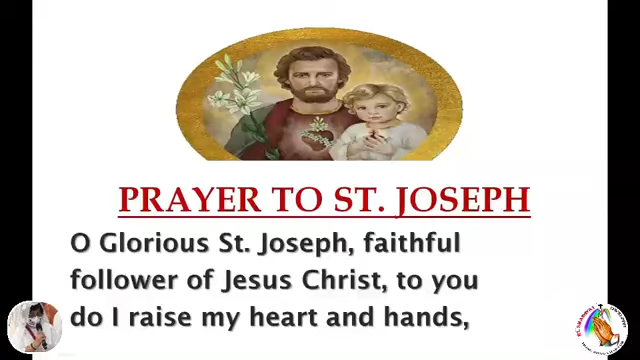 PRAYER TO ST. JOSEPH
O Glorious St. Joseph, faithful
follower of Jesus Christ, to you
do I raise my heart and hands,